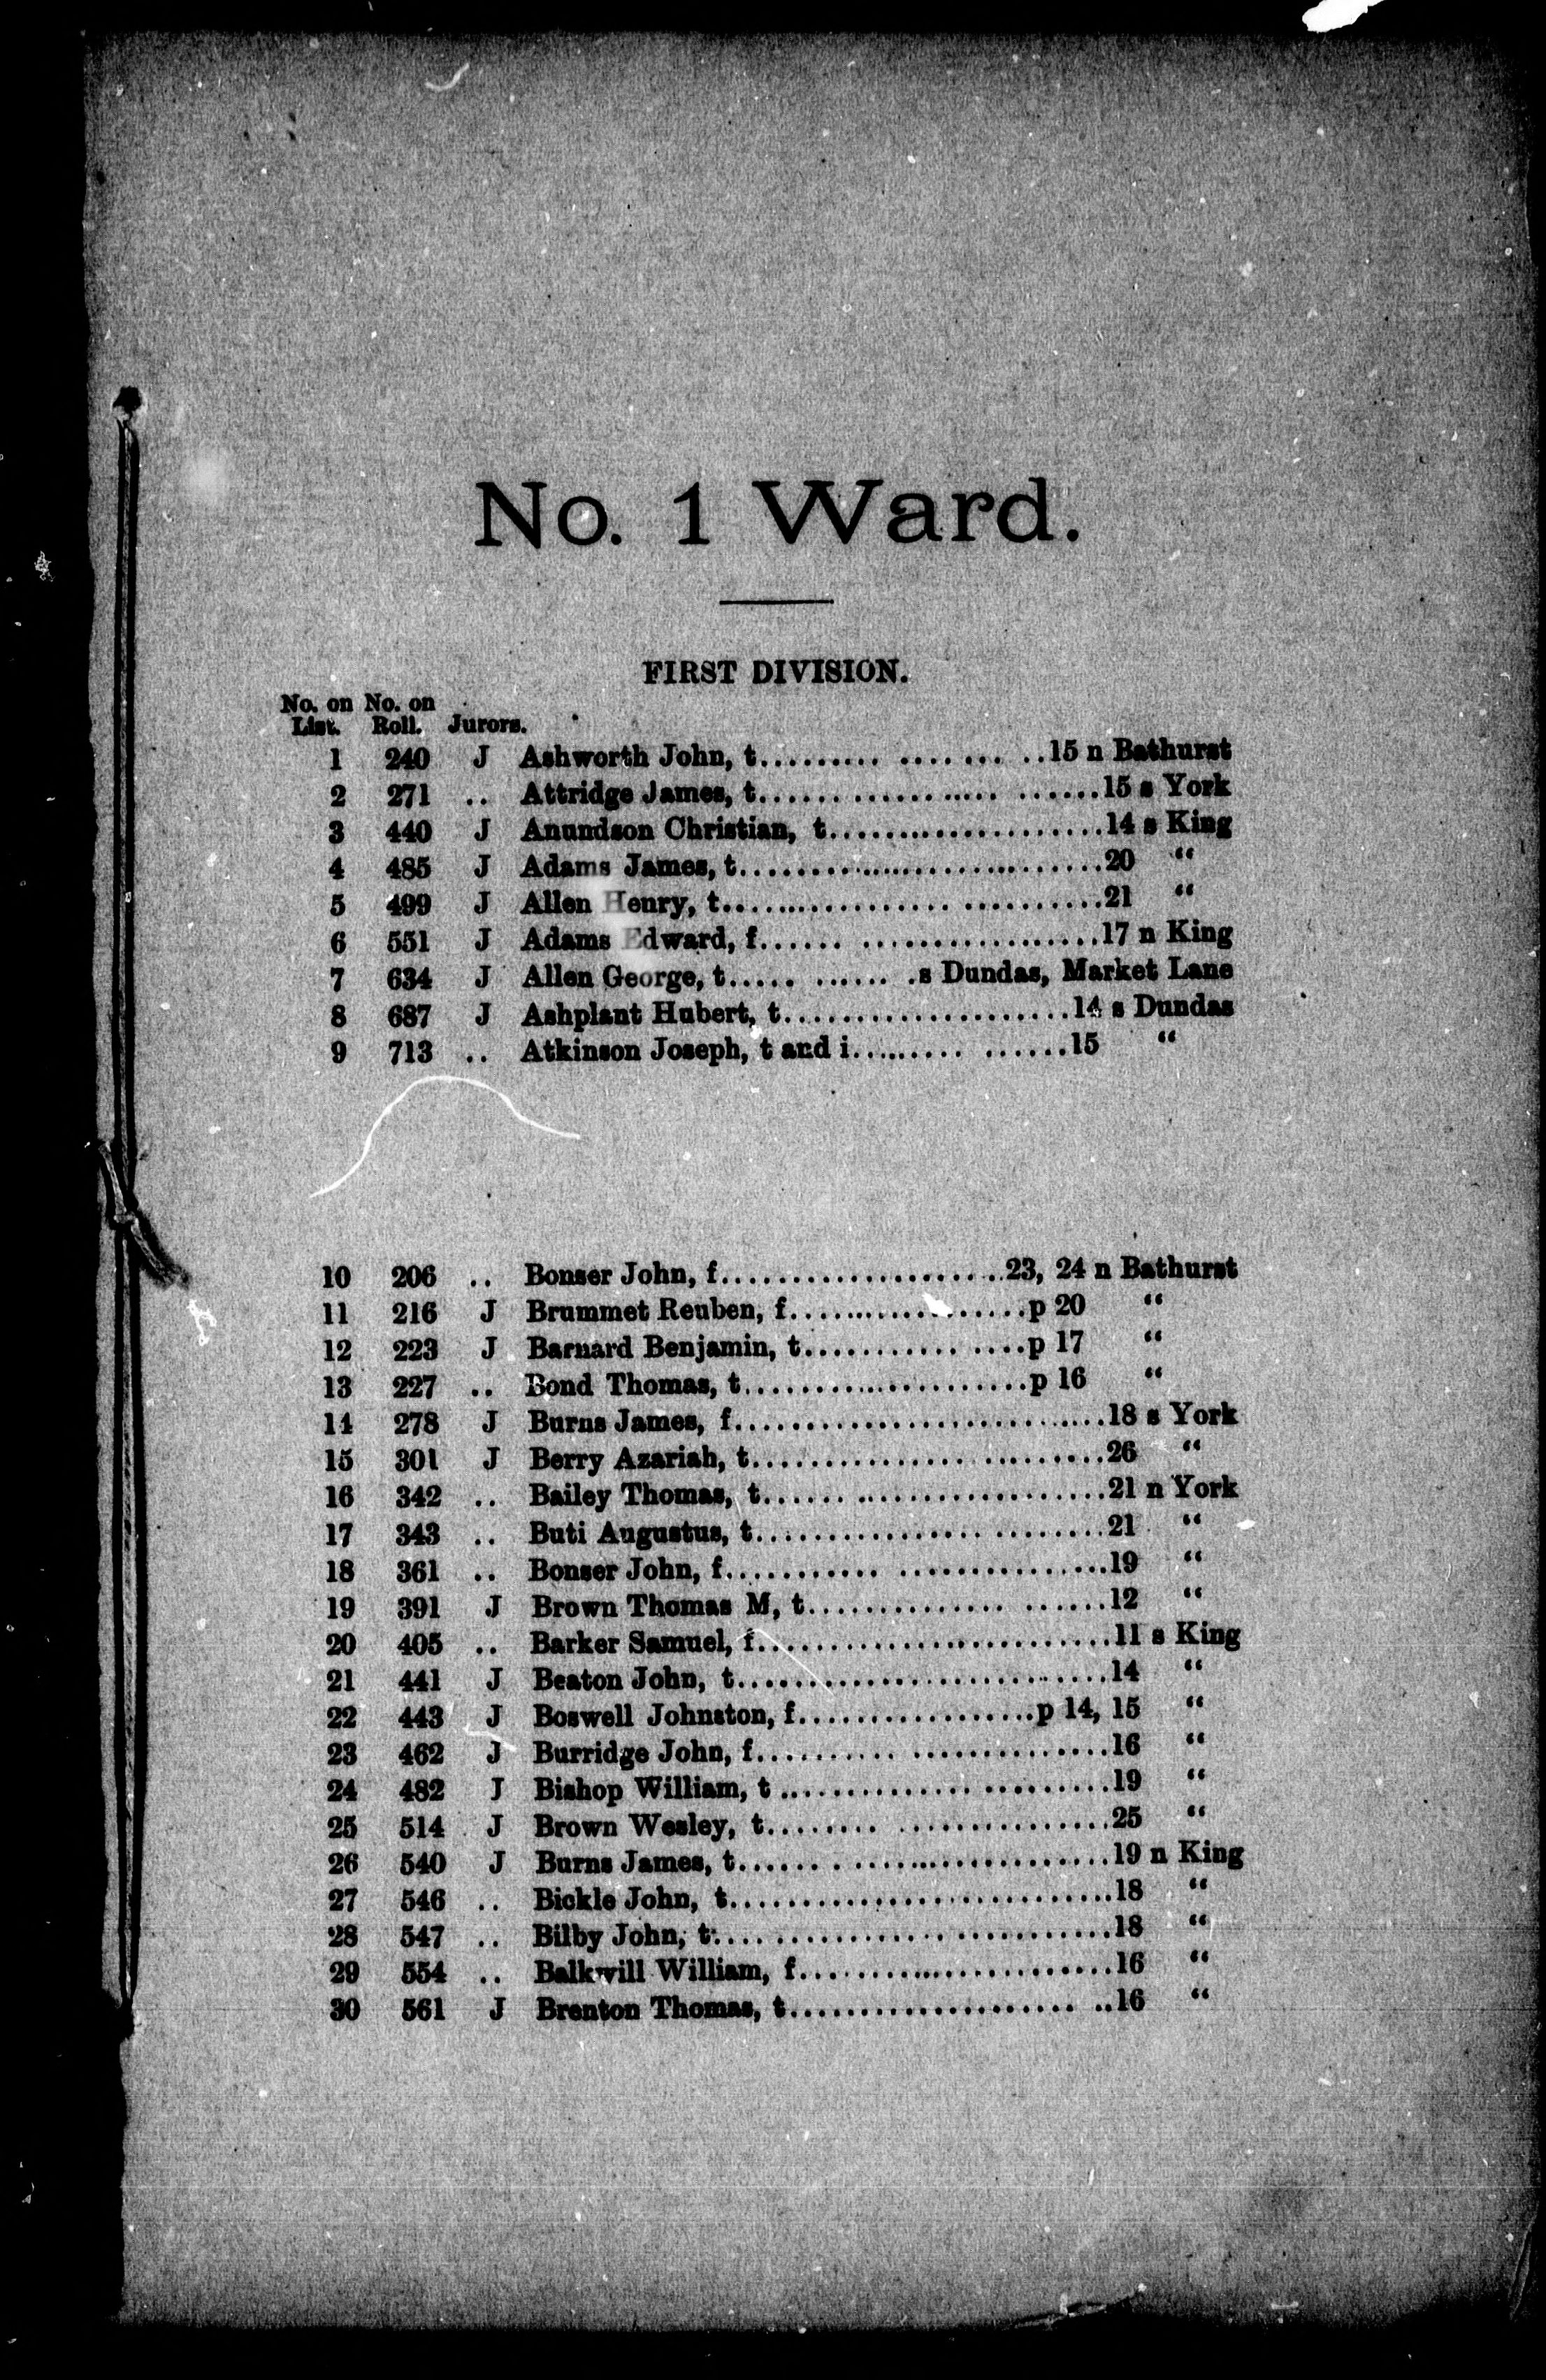 No. 1 Ward.
FIRST DIVISION.
No. on No. on
List. Roll. Jurors.
1 240 J Ashworth John, t.................... 15 n Bathurst
2 271 .. Attridge James, t.................... 15 s York
3 440 J Anundson Christian, t.................... 14 s King
4 485 J Adams James, t.................... 20 “
5 499 J Allen Henry, t.................... 21 “
6 551 J Adams Edward, f.................... 17 n King
7 634 J Allen George, t............ s Dundas, Market Lane
8 687 J Ashplant Hubert, t.................... 14 s Dundas
9 713 .. Atkinson Joseph, t and i............... 15 “
10 206 .. Bonser John, f.................... 23, 24 n Bathurst
11 216 J Brummet Reuben, f.................... p 20 “
12 223 J Barnard Benjamin, t............... p 17 “
13 227 .. Bond Thomas, t.................... p 16 “
14 278 J Burns James, f.................... 18 s York
15 301 J Berry Azariah, t.................... 26 “
16 342 .. Bailey Thomas, t.................... 21 n York
17 343 .. Buti Augustus, t.................... 21 “
18 361 .. Bonser John, f.................... 19 “
19 391 J Brown Thomas M, t.................... 12 “
20 405 .. Barker Samuel, f.................... 11 s King
21 441 J Beaton John, t.................... 14 “
22 443 J Boswell Johnston, f.................... p 14, 15 “
23 462 J Burridge John, f.................... 16 “
24 482 J Bishop William, t.................... 19 “
25 514 J Brown Wesley, t.................... 25 “
26 540 J Burns James, t.................... 19 n King
27 546 .. Bickle John, t.................... 18 “
28 547 .. Bilby John, t.................... 18 “
29 554 .. Balkwill William, f.................... 16 “
30 561 J Brenton Thomas, t.................... 16 “